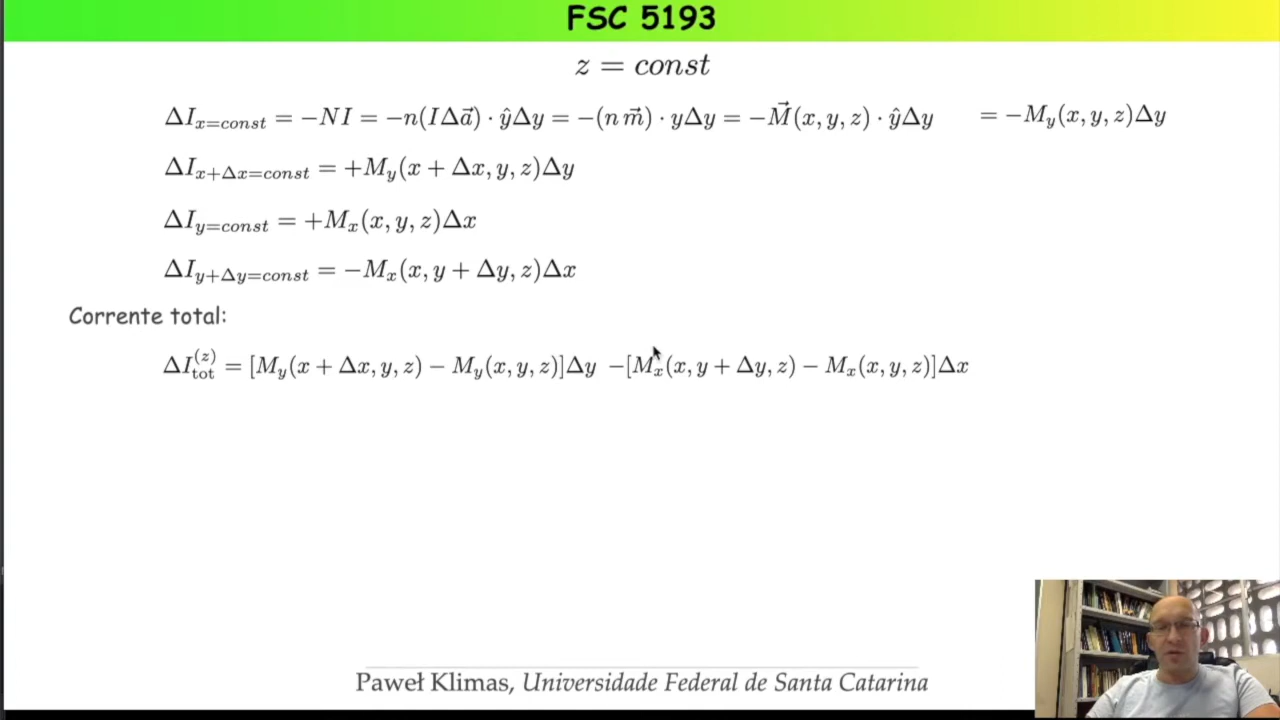 FSC 5193
z = const
ΔI_{x=const} = −NI = −n(IΔa⃗) · ŷΔy = −(n m⃗) · yΔy = −M⃗(x, y, z) · ŷΔy = −M_y(x, y, z)Δy
ΔI_{x+Δx=const} = +M_y(x + Δx, y, z)Δy
ΔI_{y=const} = +M_x(x, y, z)Δx
ΔI_{y+Δy=const} = −M_x(x, y + Δy, z)Δx
Corrente total:
ΔI_{tot}^{(z)} = [M_y(x + Δx, y, z) − M_y(x, y, z)]Δy −[M_x(x, y + Δy, z) − M_x(x, y, z)]Δx
Paweł Klimas, Universidade Federal de Santa Catarina